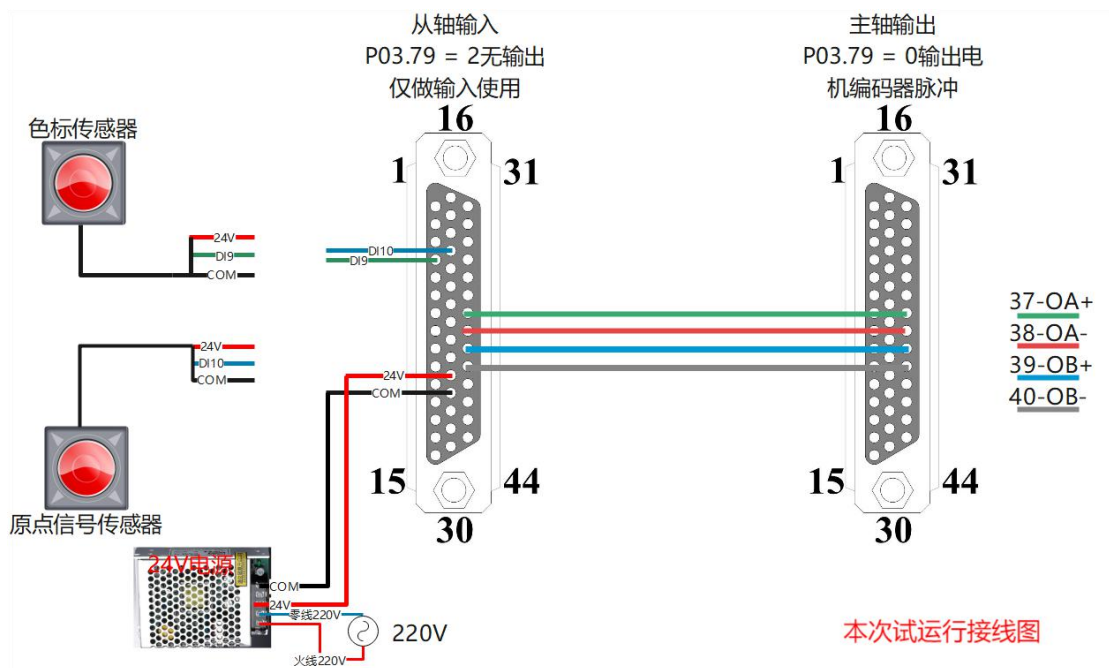 从轴输入
P03.79 = 2无输出
仅做输入使用
主轴输出
P03.79 = 0输出电
机编码器脉冲
色标传感器
16
16
1
31
1
31
24V
DI9
COM
DI10
DI9
37-OA+
38-OA-
39-OB+
40-OB-
24V
DI10
COM
24V
COM
15
44
15
44
30
30
原点信号传感器
24V电源
COM
24V
零线220V
火线220V
220V
本次试运行接线图